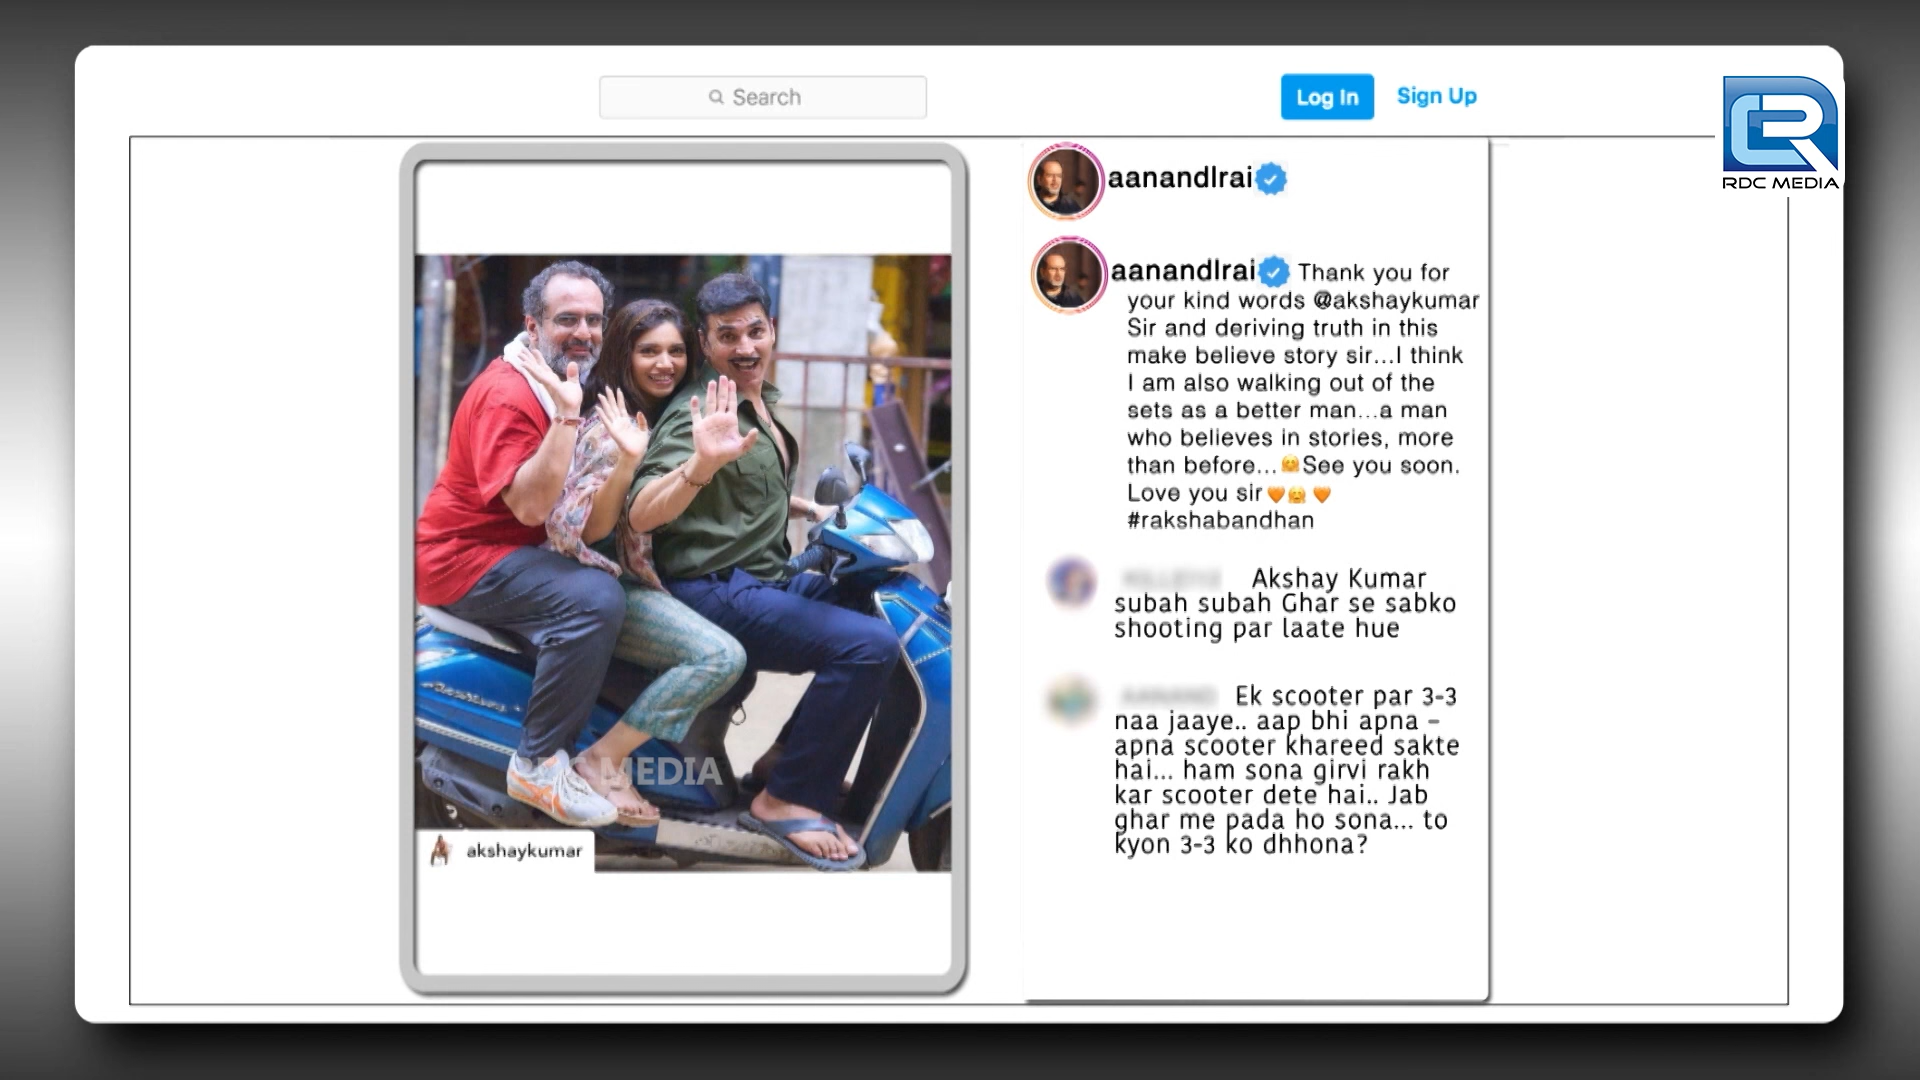 Search
Log In
Sign Up
RDC MEDIA
aanandlrai
aanandlrai Thank you for
your kind words @akshaykumar
Sir and deriving truth in this
make believe story sir...I think
I am also walking out of the
sets as a better man...a man
who believes in stories, more
than before...🤗See you soon.
Love you sir🧡🤗🧡
#rakshabandhan
Akshay Kumar
subah subah Ghar se sabko
shooting par laate hue
Ek scooter par 3-3
naa jaaye.. aap bhi apna –
apna scooter khareed sakte
hai... ham sona girvi rakh
kar scooter dete hai.. Jab
ghar me pada ho sona... to
kyon 3-3 ko dhhona?
RDC MEDIA
akshaykumar